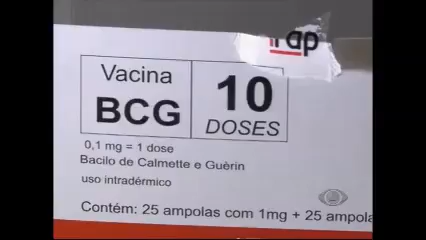 ap
Vacina
BCG
10
DOSES
0,1 mg = 1 dose
Bacilo de Calmette e Guèrin
uso intradérmico
Contém: 25 ampolas com 1mg + 25 ampola